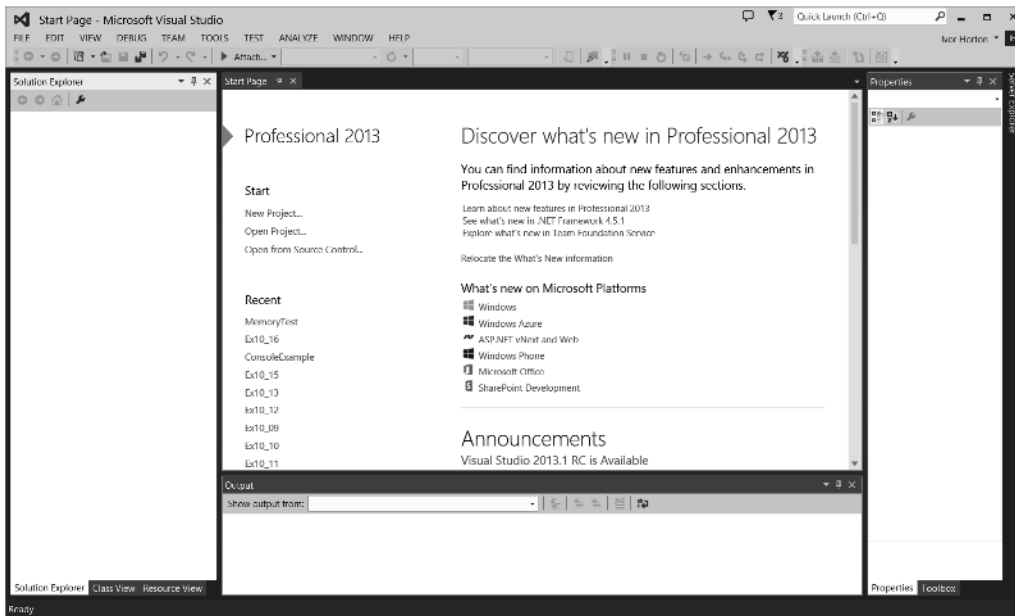 Start Page - Microsoft Visual Studio
3
Quick Launch (Ctrl+Q)
FILE EDIT VIEW DEBUG TEAM TOOLS TEST ANALYZE WINDOW HELP
Ivor Horton
Attach...
Solution Explorer
Start Page
Properties
Server Explorer
Professional 2013
Start
New Project...
Open Project...
Open from Source Control...
Recent
MemoryTest
Ex10_16
ConsoleExample
Ex10_15
Ex10_13
Ex10_12
Ex10_09
Ex10_10
Ex10_11
Discover what's new in Professional 2013
You can find information about new features and enhancements in
Professional 2013 by reviewing the following sections.
Learn about new features in Professional 2013
See what's new in .NET Framework 4.5.1
Explore what's new in Team Foundation Service
Relocate the What's New information
What's new on Microsoft Platforms
Windows
Windows Azure
ASP.NET vNext and Web
Windows Phone
Microsoft Office
SharePoint Development
Announcements
Visual Studio 2013.1 RC is Available
Output
Show output from:
Solution Explorer Class View Resource View
Properties Toolbox
Ready